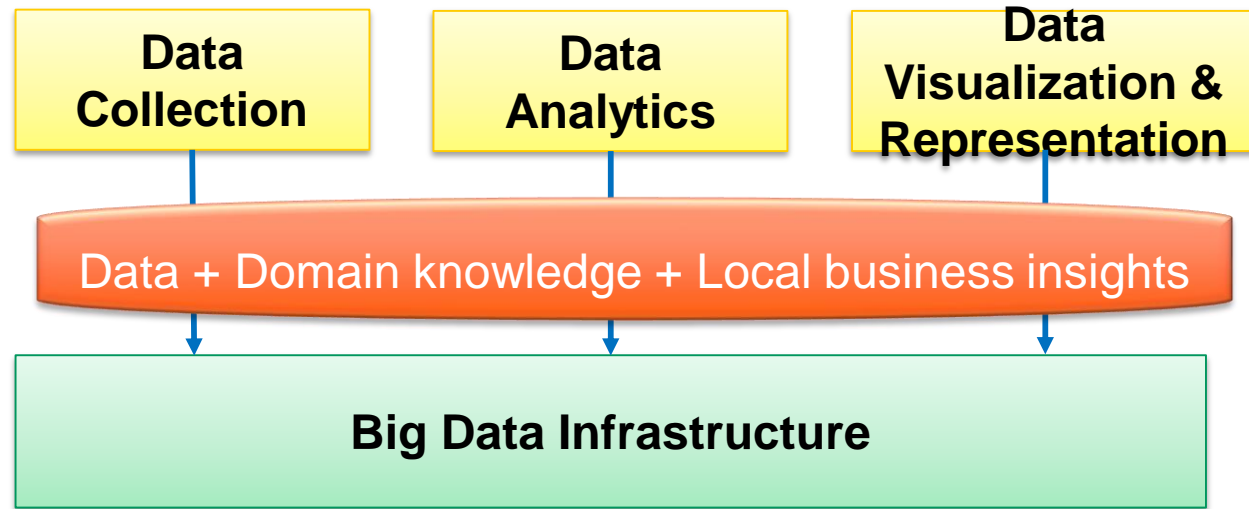 Data
Collection
Data
Analytics
Data
Visualization &
Representation
Data + Domain knowledge + Local business insights
Big Data Infrastructure